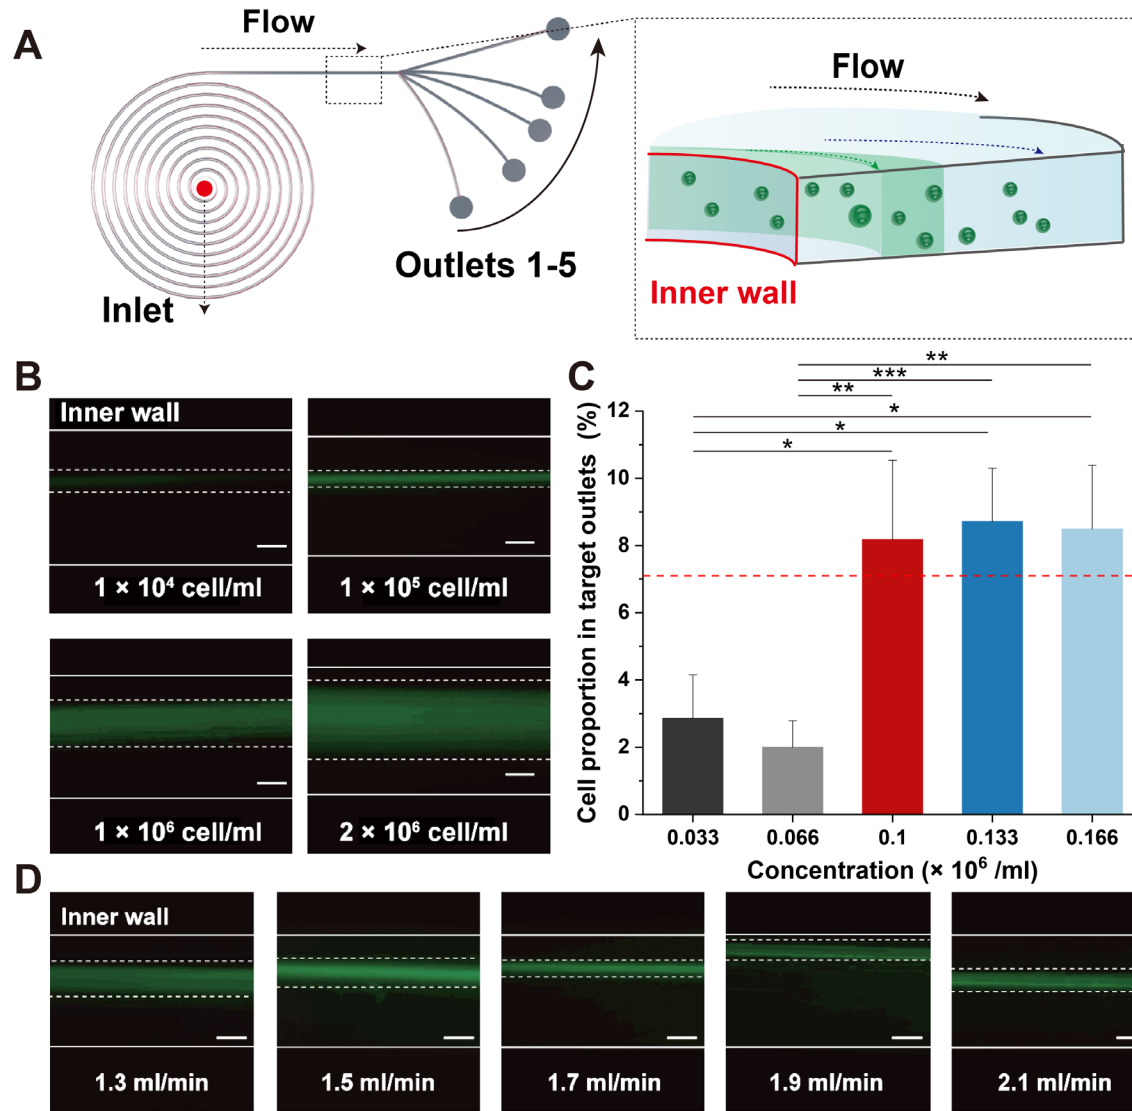 A
Flow
Inlet
Outlets 1-5
Flow
Inner wall
B
Inner wall
1 × 10⁴ cell/ml
1 × 10⁵ cell/ml
1 × 10⁶ cell/ml
2 × 10⁶ cell/ml
C
**
***
**
*
*
*
Cell proportion in target outlets (%)
12
10
8
6
4
2
0
0.033
0.066
0.1
0.133
0.166
Concentration (× 10⁶ /ml)
D
Inner wall
1.3 ml/min
1.5 ml/min
1.7 ml/min
1.9 ml/min
2.1 ml/min